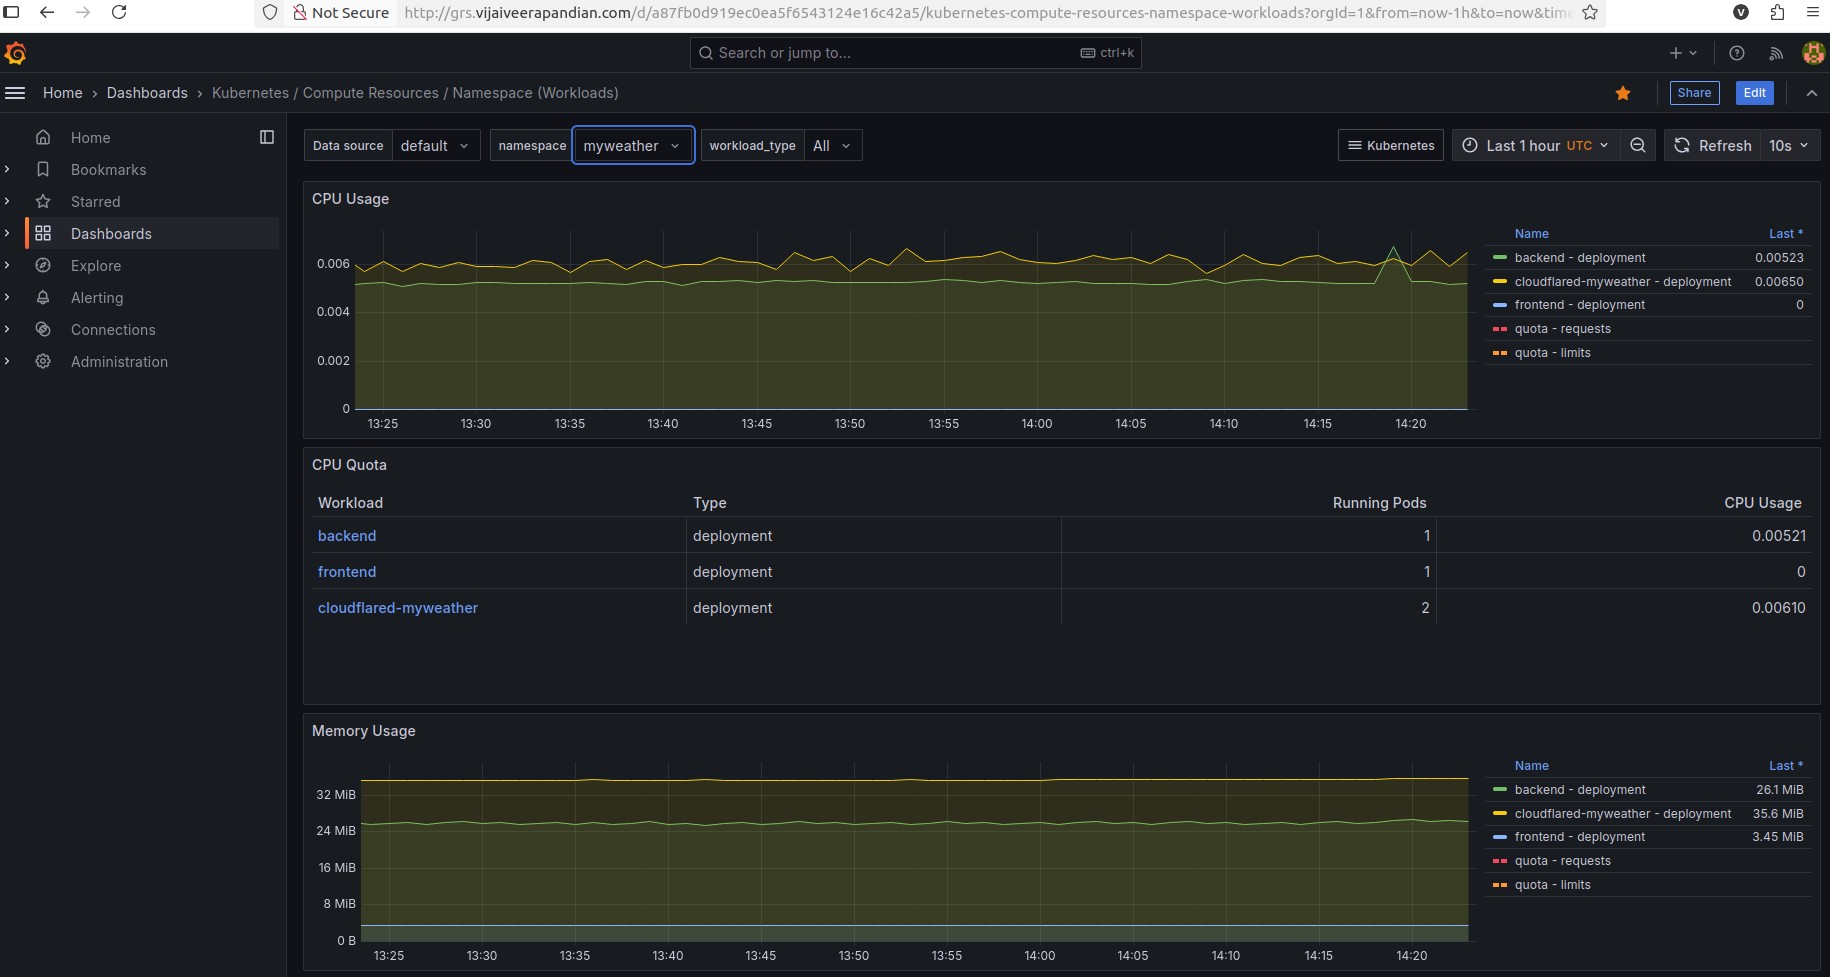 Not Secure http://grs.vijaiveerapandian.com/d/a87fb0d919ec0ea5f6543124e16c42a5/kubernetes-compute-resources-namespace-workloads?orgId=1&from=now-1h&to=now&time
V
Search or jump to... ctrl+k
Home › Dashboards › Kubernetes / Compute Resources / Namespace (Workloads) Share Edit
Home
Bookmarks
Starred
Dashboards
Explore
Alerting
Connections
Administration
Data source default namespace myweather workload_type All Kubernetes Last 1 hour UTC Refresh 10s
CPU Usage
0.006
0.004
0.002
0
13:25 13:30 13:35 13:40 13:45 13:50 13:55 14:00 14:05 14:10 14:15 14:20
Name Last *
backend - deployment 0.00523
cloudflared-myweather - deployment 0.00650
frontend - deployment 0
quota - requests
quota - limits
CPU Quota
Workload Type Running Pods CPU Usage
backend deployment 1 0.00521
frontend deployment 1 0
cloudflared-myweather deployment 2 0.00610
Memory Usage
32 MiB
24 MiB
16 MiB
8 MiB
0 B
13:25 13:30 13:35 13:40 13:45 13:50 13:55 14:00 14:05 14:10 14:15 14:20
Name Last *
backend - deployment 26.1 MiB
cloudflared-myweather - deployment 35.6 MiB
frontend - deployment 3.45 MiB
quota - requests
quota - limits